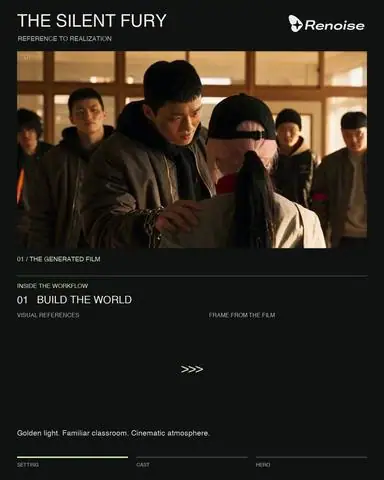 THE SILENT FURY
Renoise
REFERENCE TO REALIZATION
01 / THE GENERATED FILM
INSIDE THE WORKFLOW
01 BUILD THE WORLD
VISUAL REFERENCES
FRAME FROM THE FILM
>>>
Golden light. Familiar classroom. Cinematic atmosphere.
SETTING
CAST
HERO